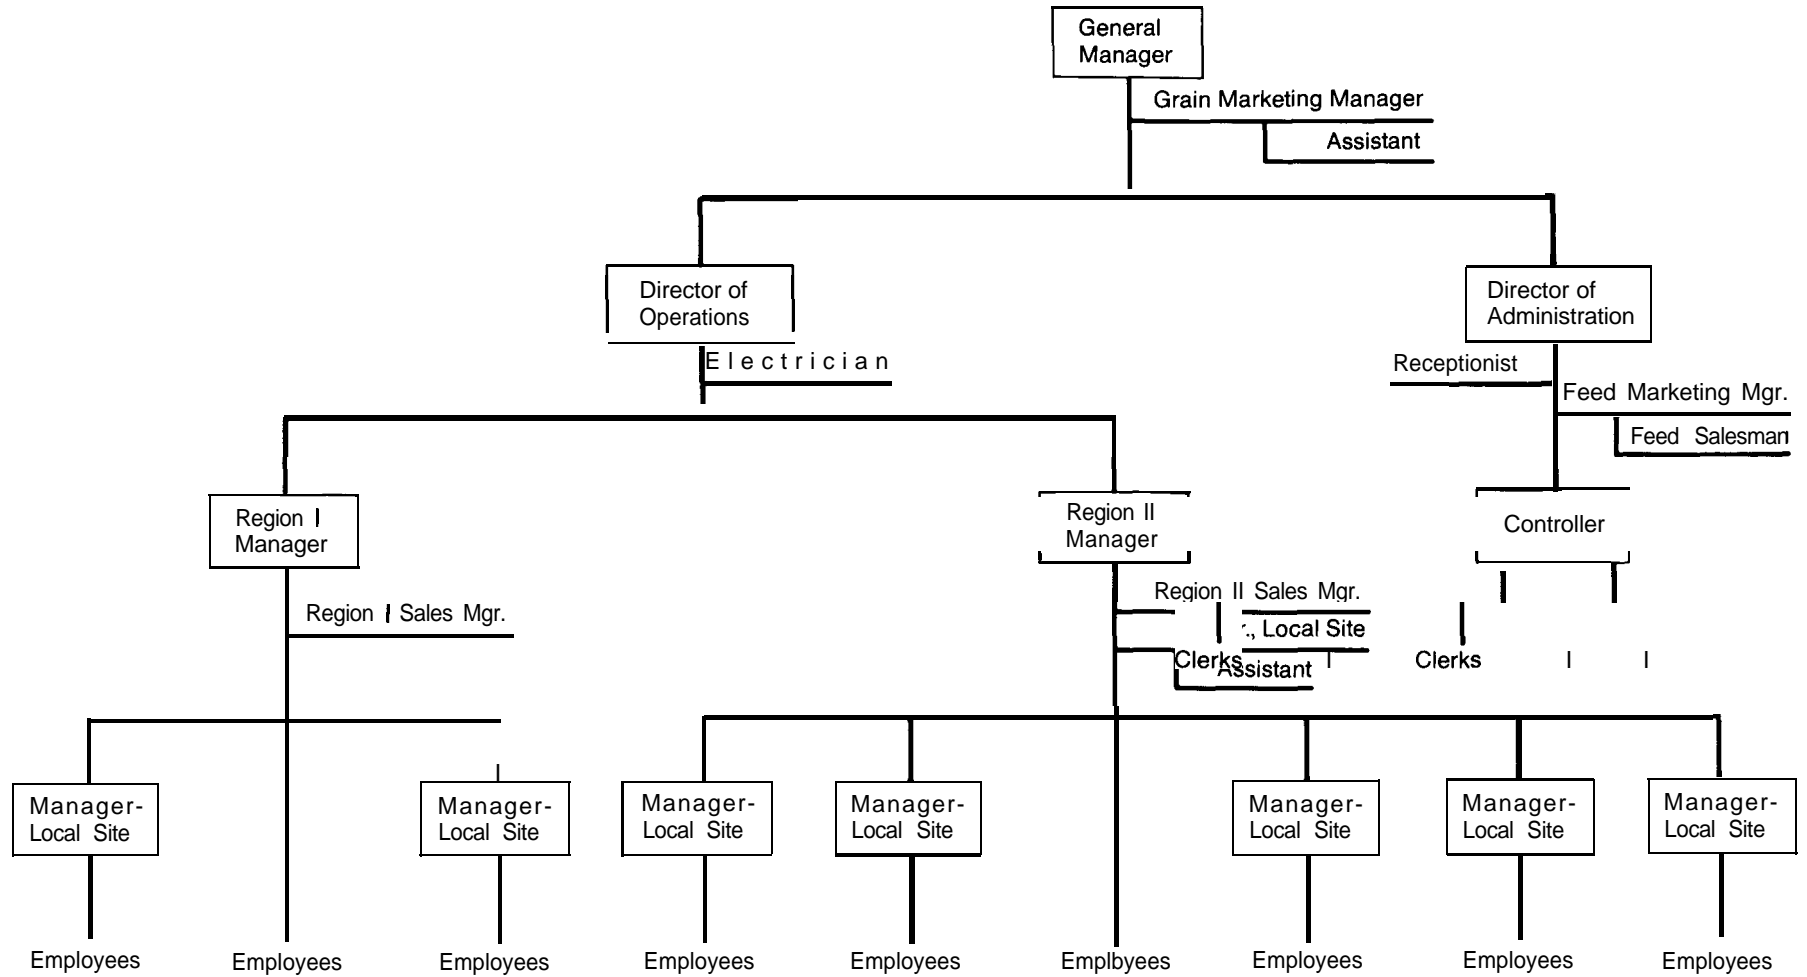 General
Manager
Grain Marketing Manager
Assistant
Director of
Operations
Director of
Administration
Electrician
Receptionist
Feed Marketing Mgr.
Feed Salesman
Region I
Manager
Region II
Manager
Controller
Region I Sales Mgr.
Region II Sales Mgr.
., Local Site
Clerks
Assistant
Clerks
Manager-
Local Site
Manager-
Local Site
Manager-
Local Site
Manager-
Local Site
Manager-
Local Site
Manager-
Local Site
Manager-
Local Site
Employees
Employees
Employees
Employees
Employees
Emplbyees
Employees
Employees
Employees